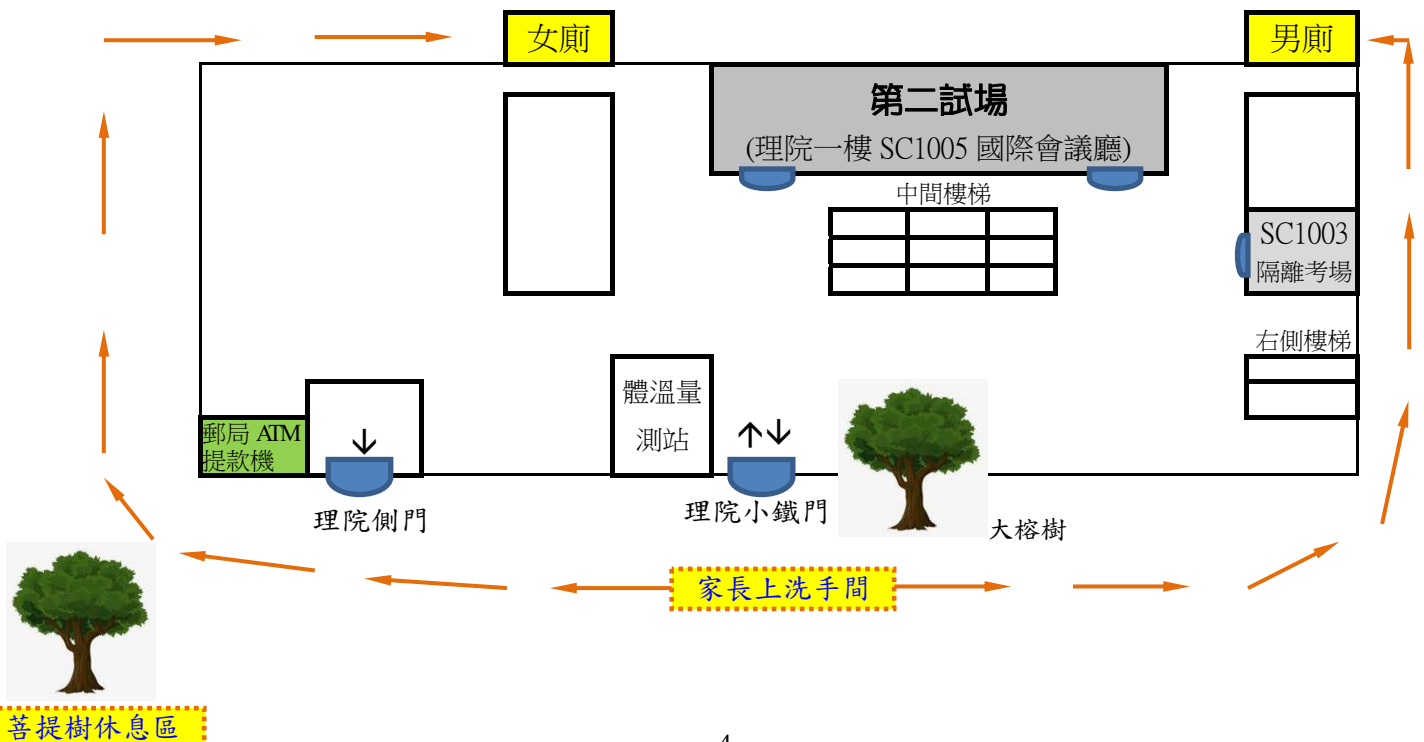 女廁
男廁
第二試場
(理院一樓 SC1005 國際會議廳)
中間樓梯
SC1003
隔離考場
右側樓梯
體溫量
測站
郵局 ATM
提款機
↓
↑↓
理院側門
理院小鐵門
大榕樹
家長上洗手間
菩提樹休息區